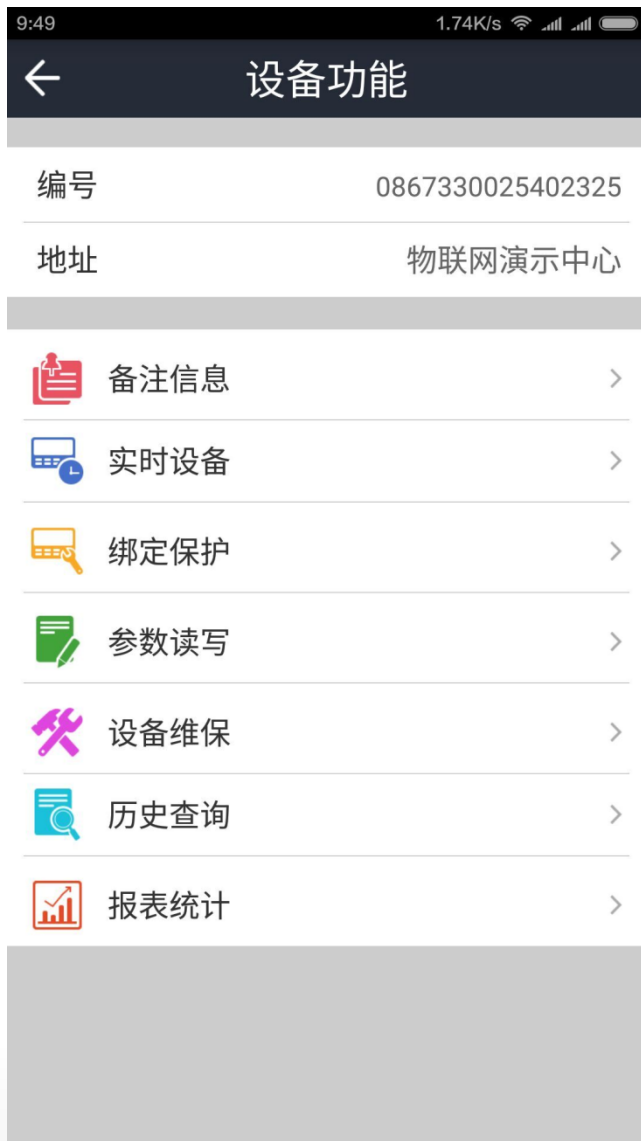 9:49 1.74K/s
设备功能
编号 0867330025402325
地址 物联网演示中心
备注信息
实时设备
绑定保护
参数读写
设备维保
历史查询
报表统计